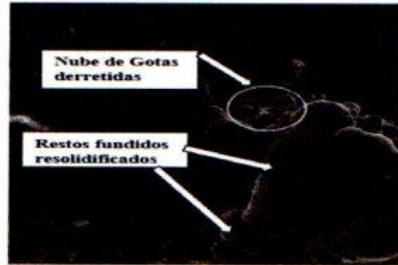 Nube de Gotas
derretidas
Restos fundidos
resolidificados